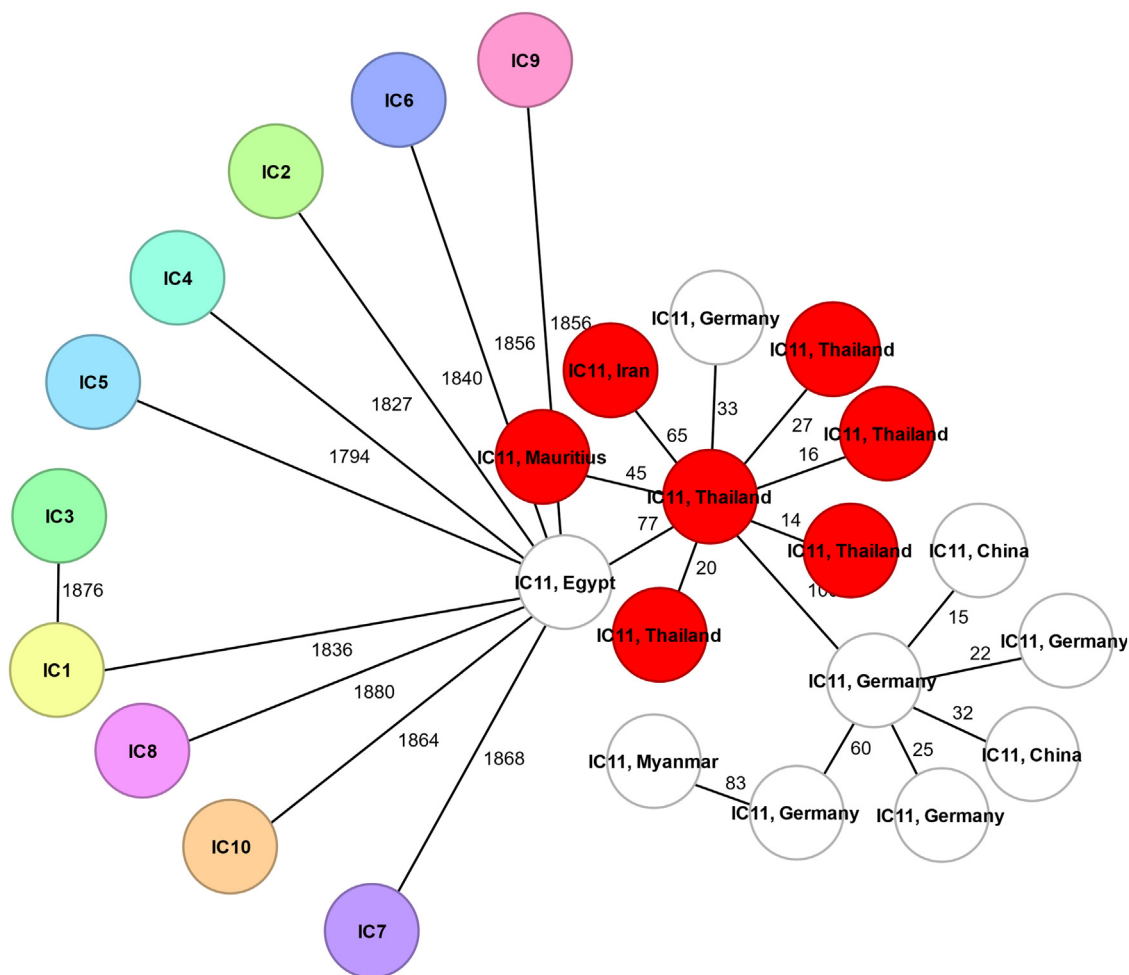 IC9
IC6
IC2
IC4
IC5
IC3
IC1
IC8
IC10
IC7
1856
1856
1840
1827
1794
1876
1836
1880
1864
1868
IC11, Germany
IC11, Thailand
IC11, Iran
IC11, Thailand
IC11, Mauritius
IC11, Thailand
IC11, Thailand
IC11, Egypt
IC11, Thailand
33
27
65
16
45
77
14
20
IC11, China
IC11, Germany
IC11, Germany
IC11, China
IC11, Myanmar
IC11, Germany
IC11, Germany
15
22
32
60
25
83